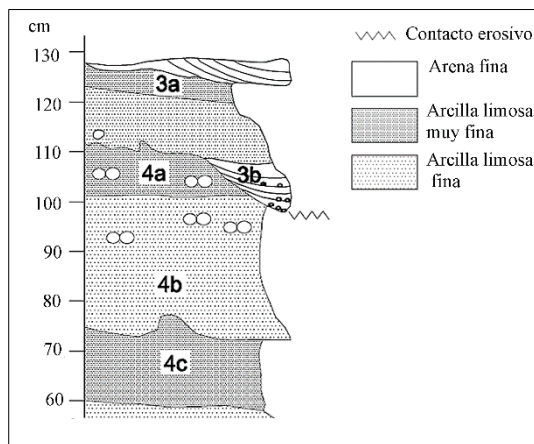 cm
130
120
110
100
90
80
70
60
3a
4a
3b
4b
4c
Contacto erosivo
Arena fina
Arcilla limosa
muy fina
Arcilla limosa
fina